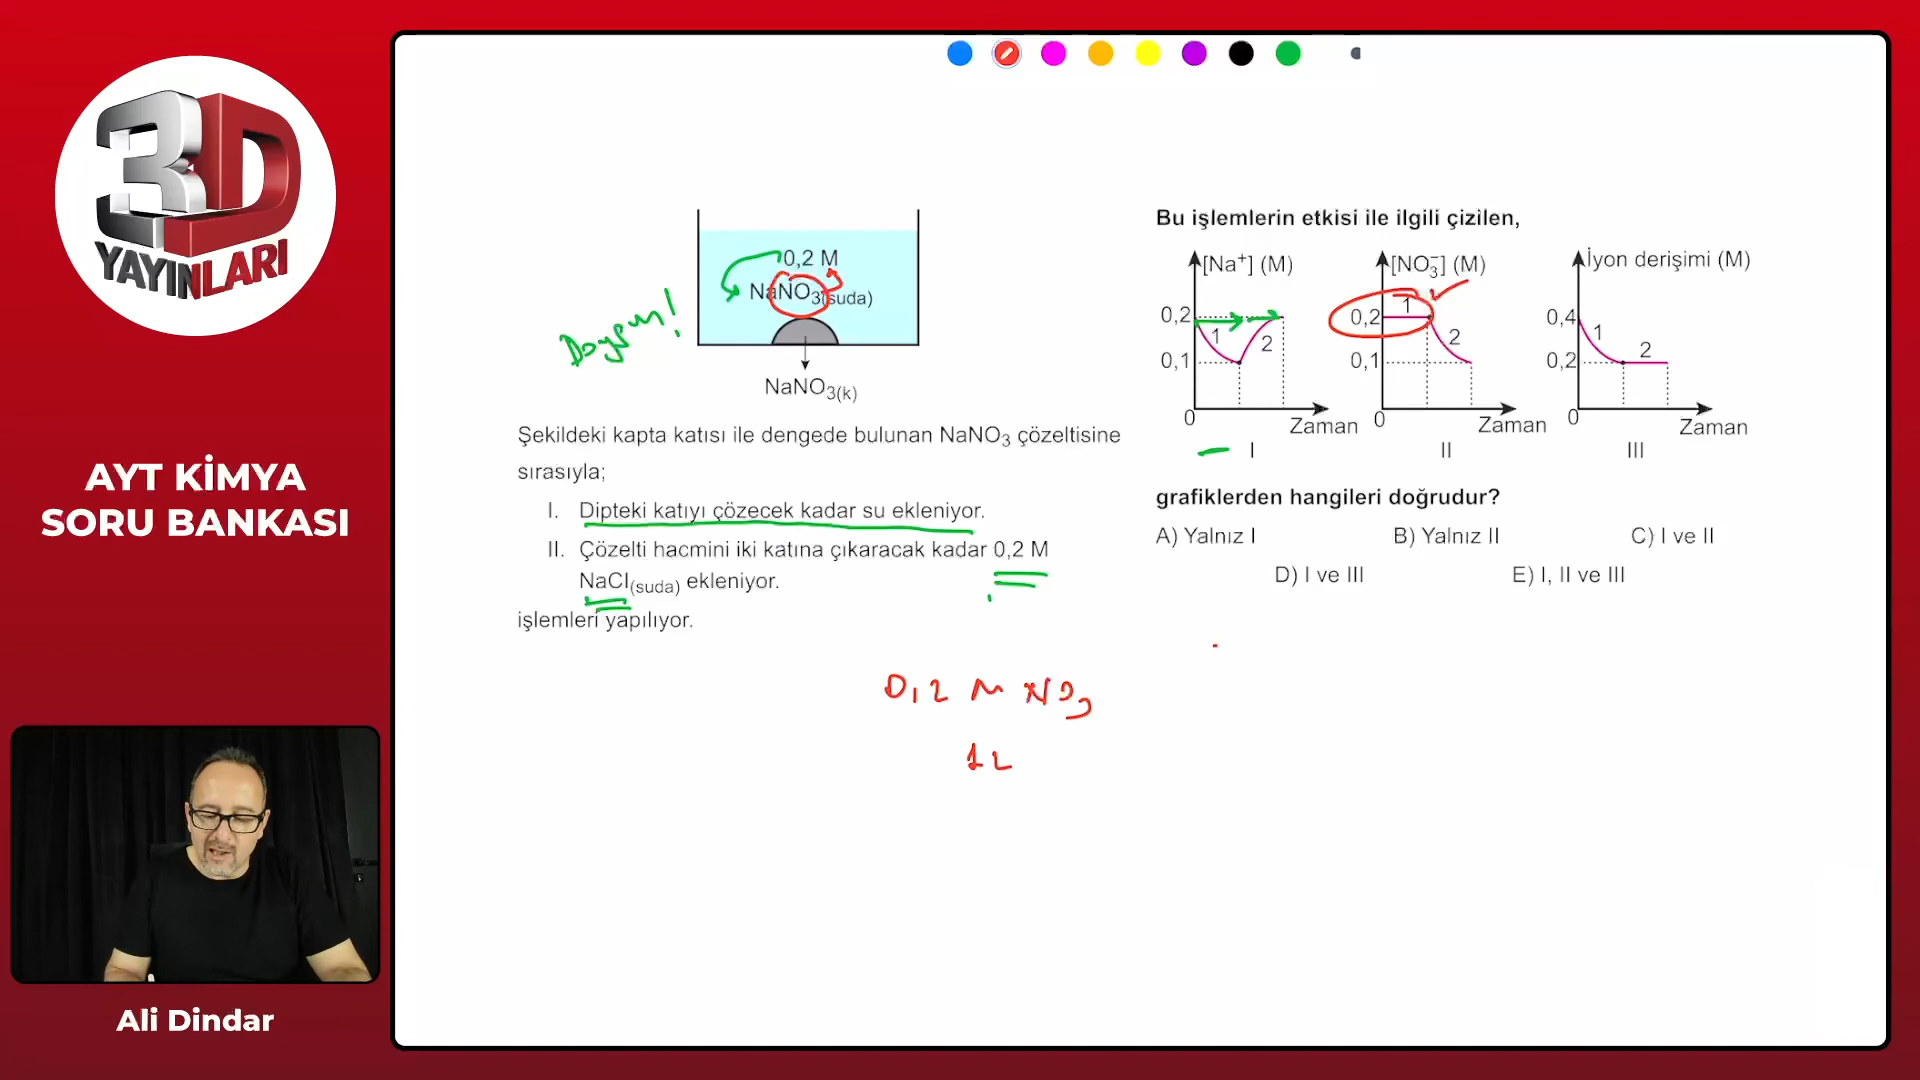 3D
YAYINLARI
AYT KİMYA
SORU BANKASI
Ali Dindar
0,2 M
NaNO3(suda)
Doygun!
NaNO3(k)
Şekildeki kapta katısı ile dengede bulunan NaNO3 çözeltisine
sırasıyla;
I. Dipteki katıyı çözecek kadar su ekleniyor.
II. Çözelti hacmini iki katına çıkaracak kadar 0,2 M
NaCl(suda) ekleniyor.
işlemleri yapılıyor.
0,2 M NO3
1L
Bu işlemlerin etkisi ile ilgili çizilen,
[Na+] (M)
0,2
0,1
0
1
2
Zaman
I
[NO3-] (M)
0,2
0,1
0
1
2
Zaman
II
İyon derişimi (M)
0,4
0,2
0
1
2
Zaman
III
grafiklerden hangileri doğrudur?
A) Yalnız I B) Yalnız II C) I ve II
D) I ve III E) I, II ve III